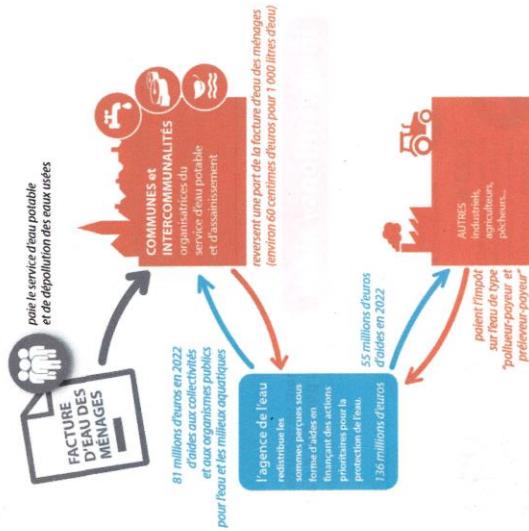 FACTURE
D'EAU DES
MÉNAGES
paie le service d'eau potable
et de dépollution des eaux usées
COMMUNES et
INTERCOMMUNALITÉS
organisatrices du
service d'eau potable
et d'assainissement
81 millions d'euros en 2022
d'aides aux collectivités
et aux organismes publics
pour l'eau et les milieux aquatiques
reversent une part de la facture d'eau des ménages
(environ 60 centimes d'euros pour 1 000 litres d'eau)
l'agence de l'eau
redistribue les
sommes perçues sous
forme d'aides en
finançant des actions
prioritaires pour la
protection de l'eau.
136 millions d'euros
55 millions d'euros
d'aides en 2022
AUTRES
industriels,
agriculteurs,
pêcheurs...
paient l'impôt
sur l'eau de type
"pollueur-payeur et
préleveur-payeur"